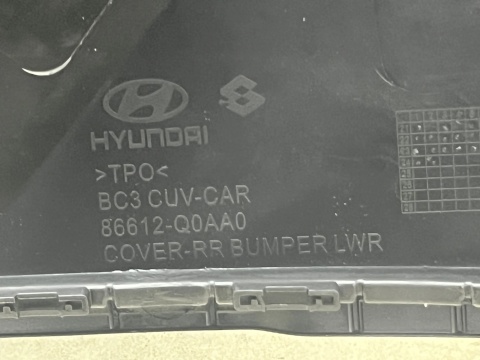 HYUNDAI
>TPO<
BC3 CUV-CAR
86612-Q0AA0
COVER-RR BUMPER LWR